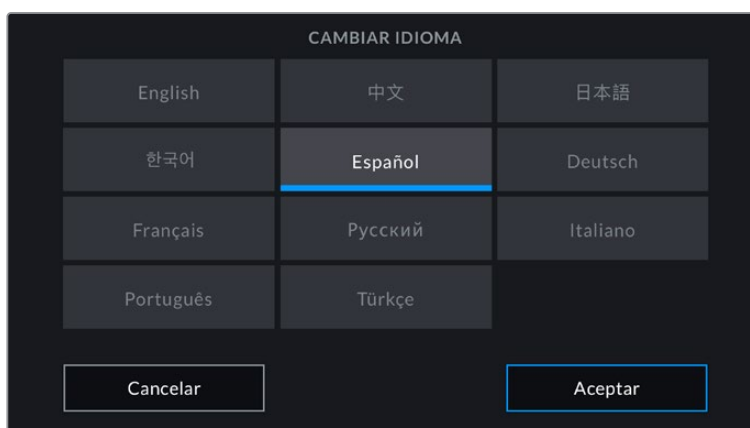 CAMBIAR IDIOMA
English 中文 日本語
한국어 Español Deutsch
Français Русский Italiano
Português Türkçe
Cancelar Aceptar